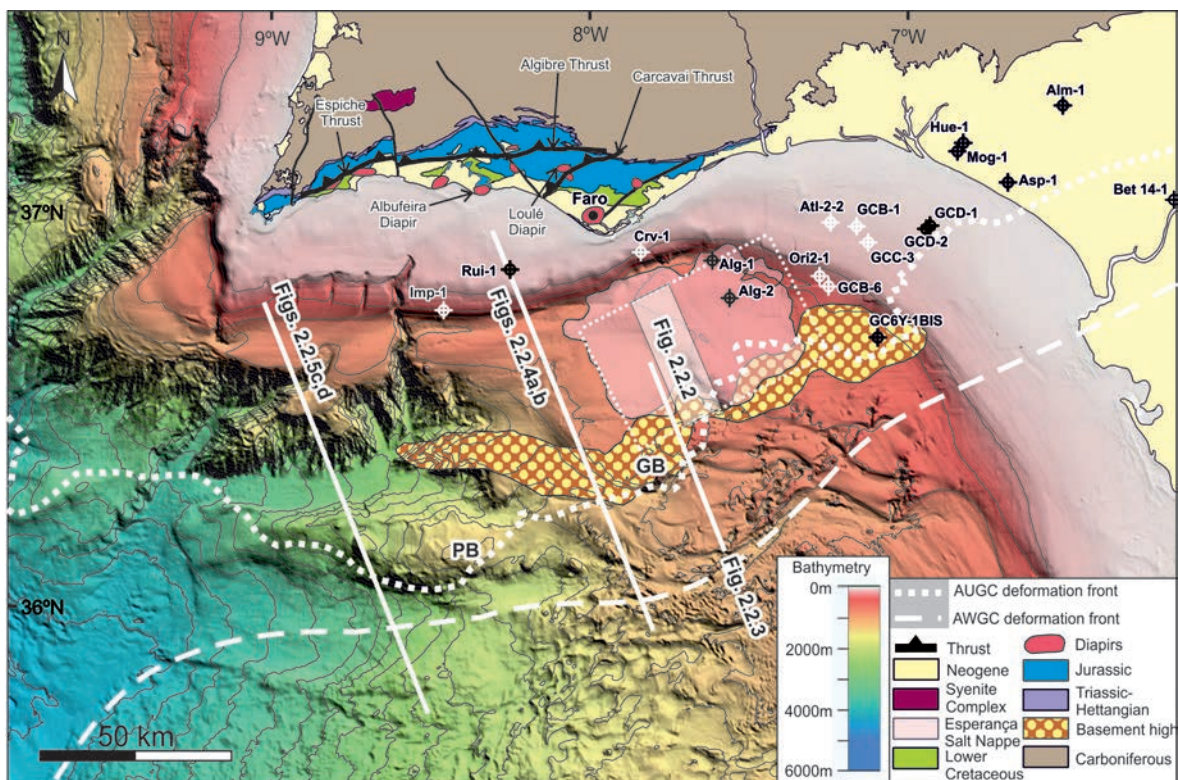 N
9ºW
8ºW
7ºW
Algibre Thrust
Carcavai Thrust
Espiche
Thrust
Alm-1
Hue-1
Mog-1
Asp-1
Bet 14-1
37ºN
Albufeira
Diapir
Loulé
Diapir
Faro
Atl-2-2
GCB-1
GCD-1
GCD-2
GCC-3
Crv-1
Rui-1
Alg-1
Ori2-1
Imp-1
Alg-2
GCB-6
GC6Y-1BIS
Figs. 2.2.5c,d
Figs. 2.2.4a,b
Fig. 2.2.2
GB
PB
Fig. 2.2.3
36ºN
50 km
Bathymetry
0m
2000m
4000m
6000m
AUGC deformation front
AWGC deformation front
Thrust
Diapirs
Neogene
Jurassic
Syenite
Complex
Triassic-
Hettangian
Esperança
Salt Nappe
Basement high
Lower
Cretaceous
Carboniferous